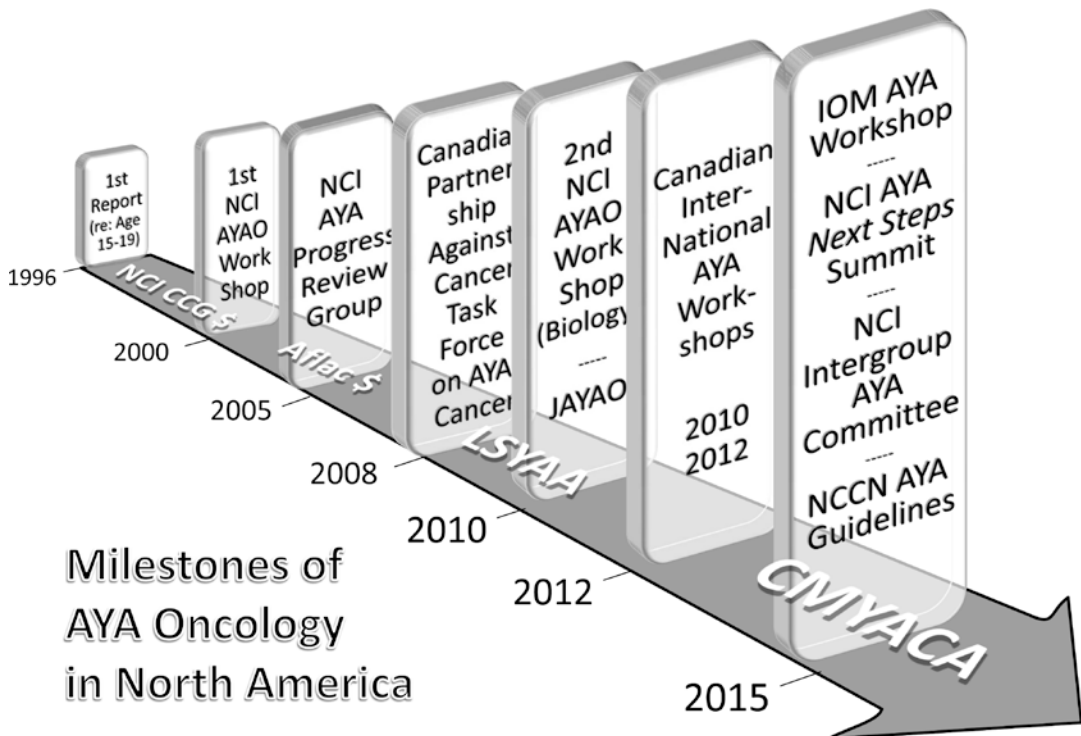 1st
Report
(re: Age
15-19)
1996
NCI CCG $
1st
NCI
AYAO
Work
Shop
2000
NCI
AYA
Progress
Review
Group
Aflac $
2005
Canadian
Partner
ship
Against
Cancer
Task
Force
on AYA
Cancer
2008
LSYAA
2nd
NCI
AYAO
Work
Shop
(Biology)
-----
JAYAO
2010
Canadian
Inter-
National
AYA
Work-
shops
2010
2012
2012
IOM AYA
Workshop
-----
NCI AYA
Next Steps
Summit
-----
NCI
Intergroup
AYA
Committee
-----
NCCN AYA
Guidelines
CMYACA
2015
Milestones of
AYA Oncology
in North America